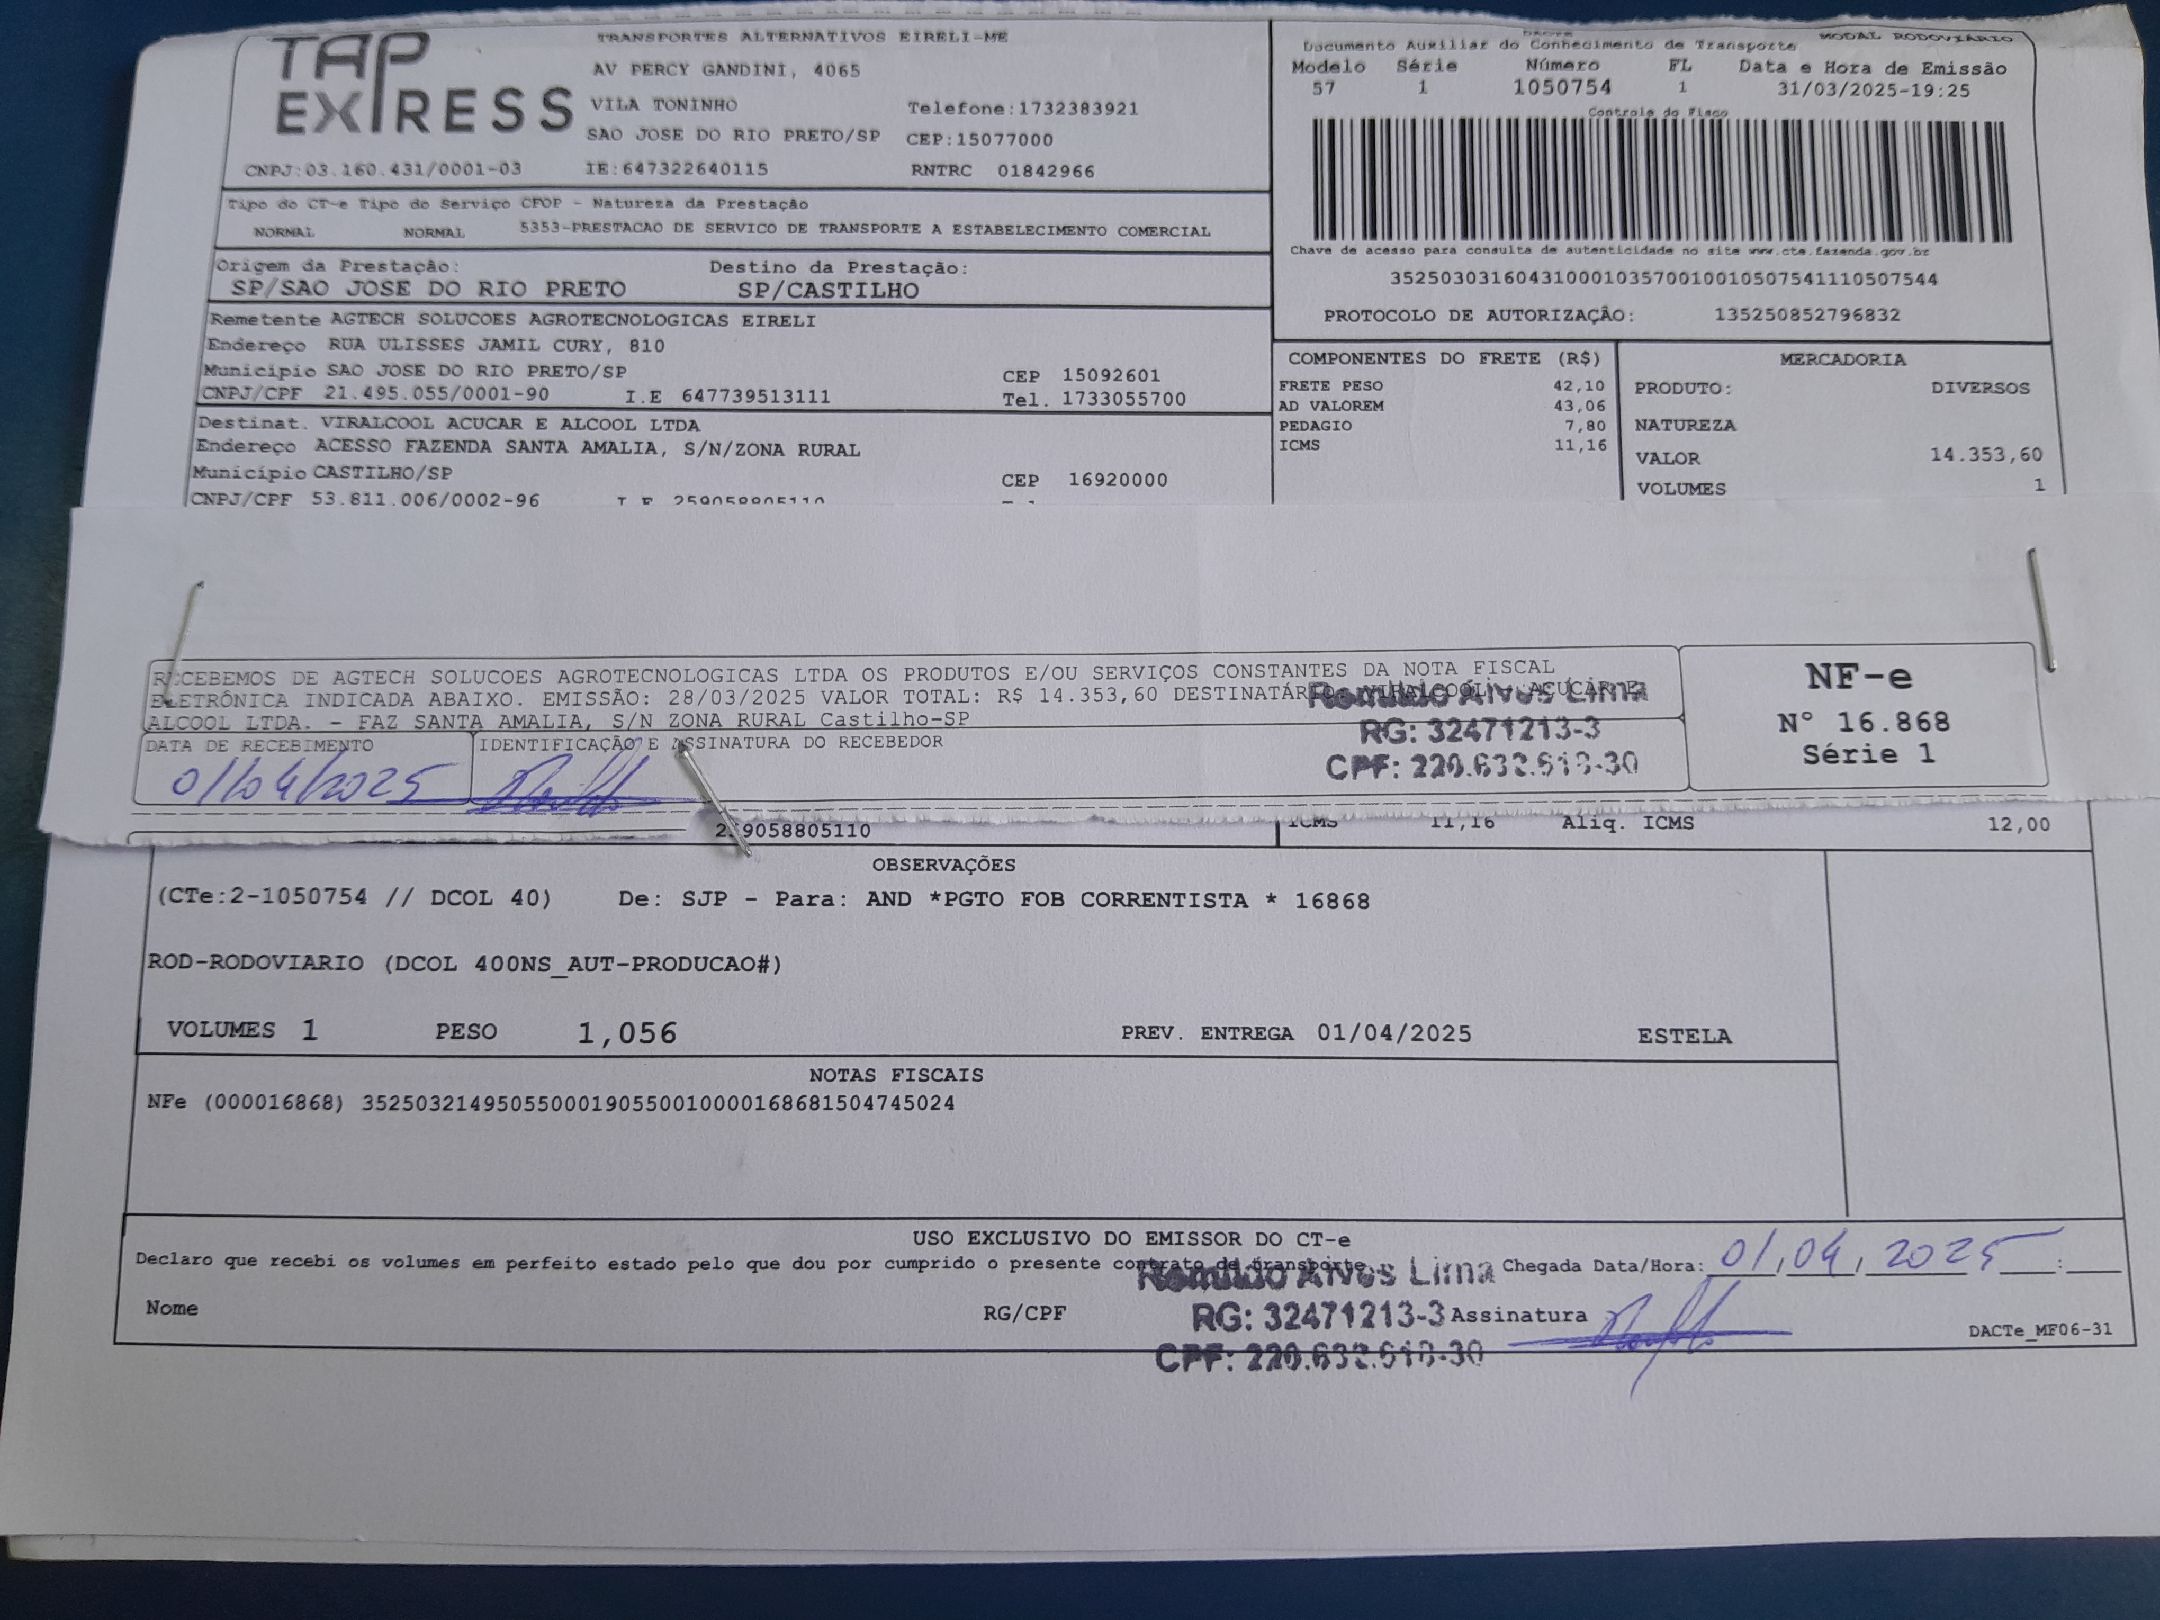 TAP EXPRESS
TRANSPORTES ALTERNATIVOS EIRELI-ME
AV PERCY GANDINI, 4065
VILA TONINHO Telefone:1732383921
SAO JOSE DO RIO PRETO/SP CEP:15077000
CNPJ:03.160.431/0001-03 IE:647322640115 RNTRC 01842966
MODAL RODOVIÁRIO
Documento Auxiliar do Conhecimento de Transporte
Modelo Série Número FL Data e Hora de Emissão
57 1 1050754 1 31/03/2025-19:25
Controle do Fisco
Chave de acesso para consulta de autenticidade no site www.cte.fazenda.gov.br
35250303160431000103570010010507541110507544
PROTOCOLO DE AUTORIZAÇÃO: 135250852796832
Tipo do CT-e Tipo do Serviço CFOP - Natureza da Prestação
NORMAL NORMAL 5353-PRESTACAO DE SERVICO DE TRANSPORTE A ESTABELECIMENTO COMERCIAL
Origem da Prestação: Destino da Prestação:
SP/SAO JOSE DO RIO PRETO SP/CASTILHO
Remetente AGTECH SOLUCOES AGROTECNOLOGICAS EIRELI
Endereço RUA ULISSES JAMIL CURY, 810
Município SAO JOSE DO RIO PRETO/SP CEP 15092601
CNPJ/CPF 21.495.055/0001-90 I.E 647739513111 Tel. 1733055700
Destinat. VIRALCOOL ACUCAR E ALCOOL LTDA
Endereço ACESSO FAZENDA SANTA AMALIA, S/N/ZONA RURAL
Município CASTILHO/SP CEP 16920000
CNPJ/CPF 53.811.006/0002-96 I.E 259058805110
COMPONENTES DO FRETE (R$)
FRETE PESO 42,10
AD VALOREM 43,06
PEDAGIO 7,80
ICMS 11,16
MERCADORIA
PRODUTO: DIVERSOS
NATUREZA
VALOR 14.353,60
VOLUMES 1
RECEBEMOS DE AGTECH SOLUCOES AGROTECNOLOGICAS LTDA OS PRODUTOS E/OU SERVIÇOS CONSTANTES DA NOTA FISCAL
ELETRÔNICA INDICADA ABAIXO. EMISSÃO: 28/03/2025 VALOR TOTAL: R$ 14.353,60 DESTINATÁRIO: VIRALCOOL AÇUCAR E
ALCOOL LTDA. - FAZ SANTA AMALIA, S/N ZONA RURAL Castilho-SP
DATA DE RECEBIMENTO IDENTIFICAÇÃO E ASSINATURA DO RECEBEDOR
01/04/2025
Romildo Alves Lima
RG: 32471213-3
CPF:
NF-e
Nº 16.868
Série 1
259058805110 ICMS 11,16 Aliq. ICMS 12,00
OBSERVAÇÕES
(CTe:2-1050754 // DCOL 40) De: SJP - Para: AND *PGTO FOB CORRENTISTA * 16868
ROD-RODOVIARIO (DCOL 400NS_AUT-PRODUCAO#)
VOLUMES 1 PESO 1,056 PREV. ENTREGA 01/04/2025 ESTELA
NOTAS FISCAIS
NFe (000016868) 35250321495055000190550010000168681504745024
USO EXCLUSIVO DO EMISSOR DO CT-e
Declaro que recebi os volumes em perfeito estado pelo que dou por cumprido o presente contrato de transporte
Chegada Data/Hora: 01,04,2025 :
Romildo Alves Lima
Nome RG/CPF RG: 32471213-3 Assinatura
CPF:
DACTe_MF06-31